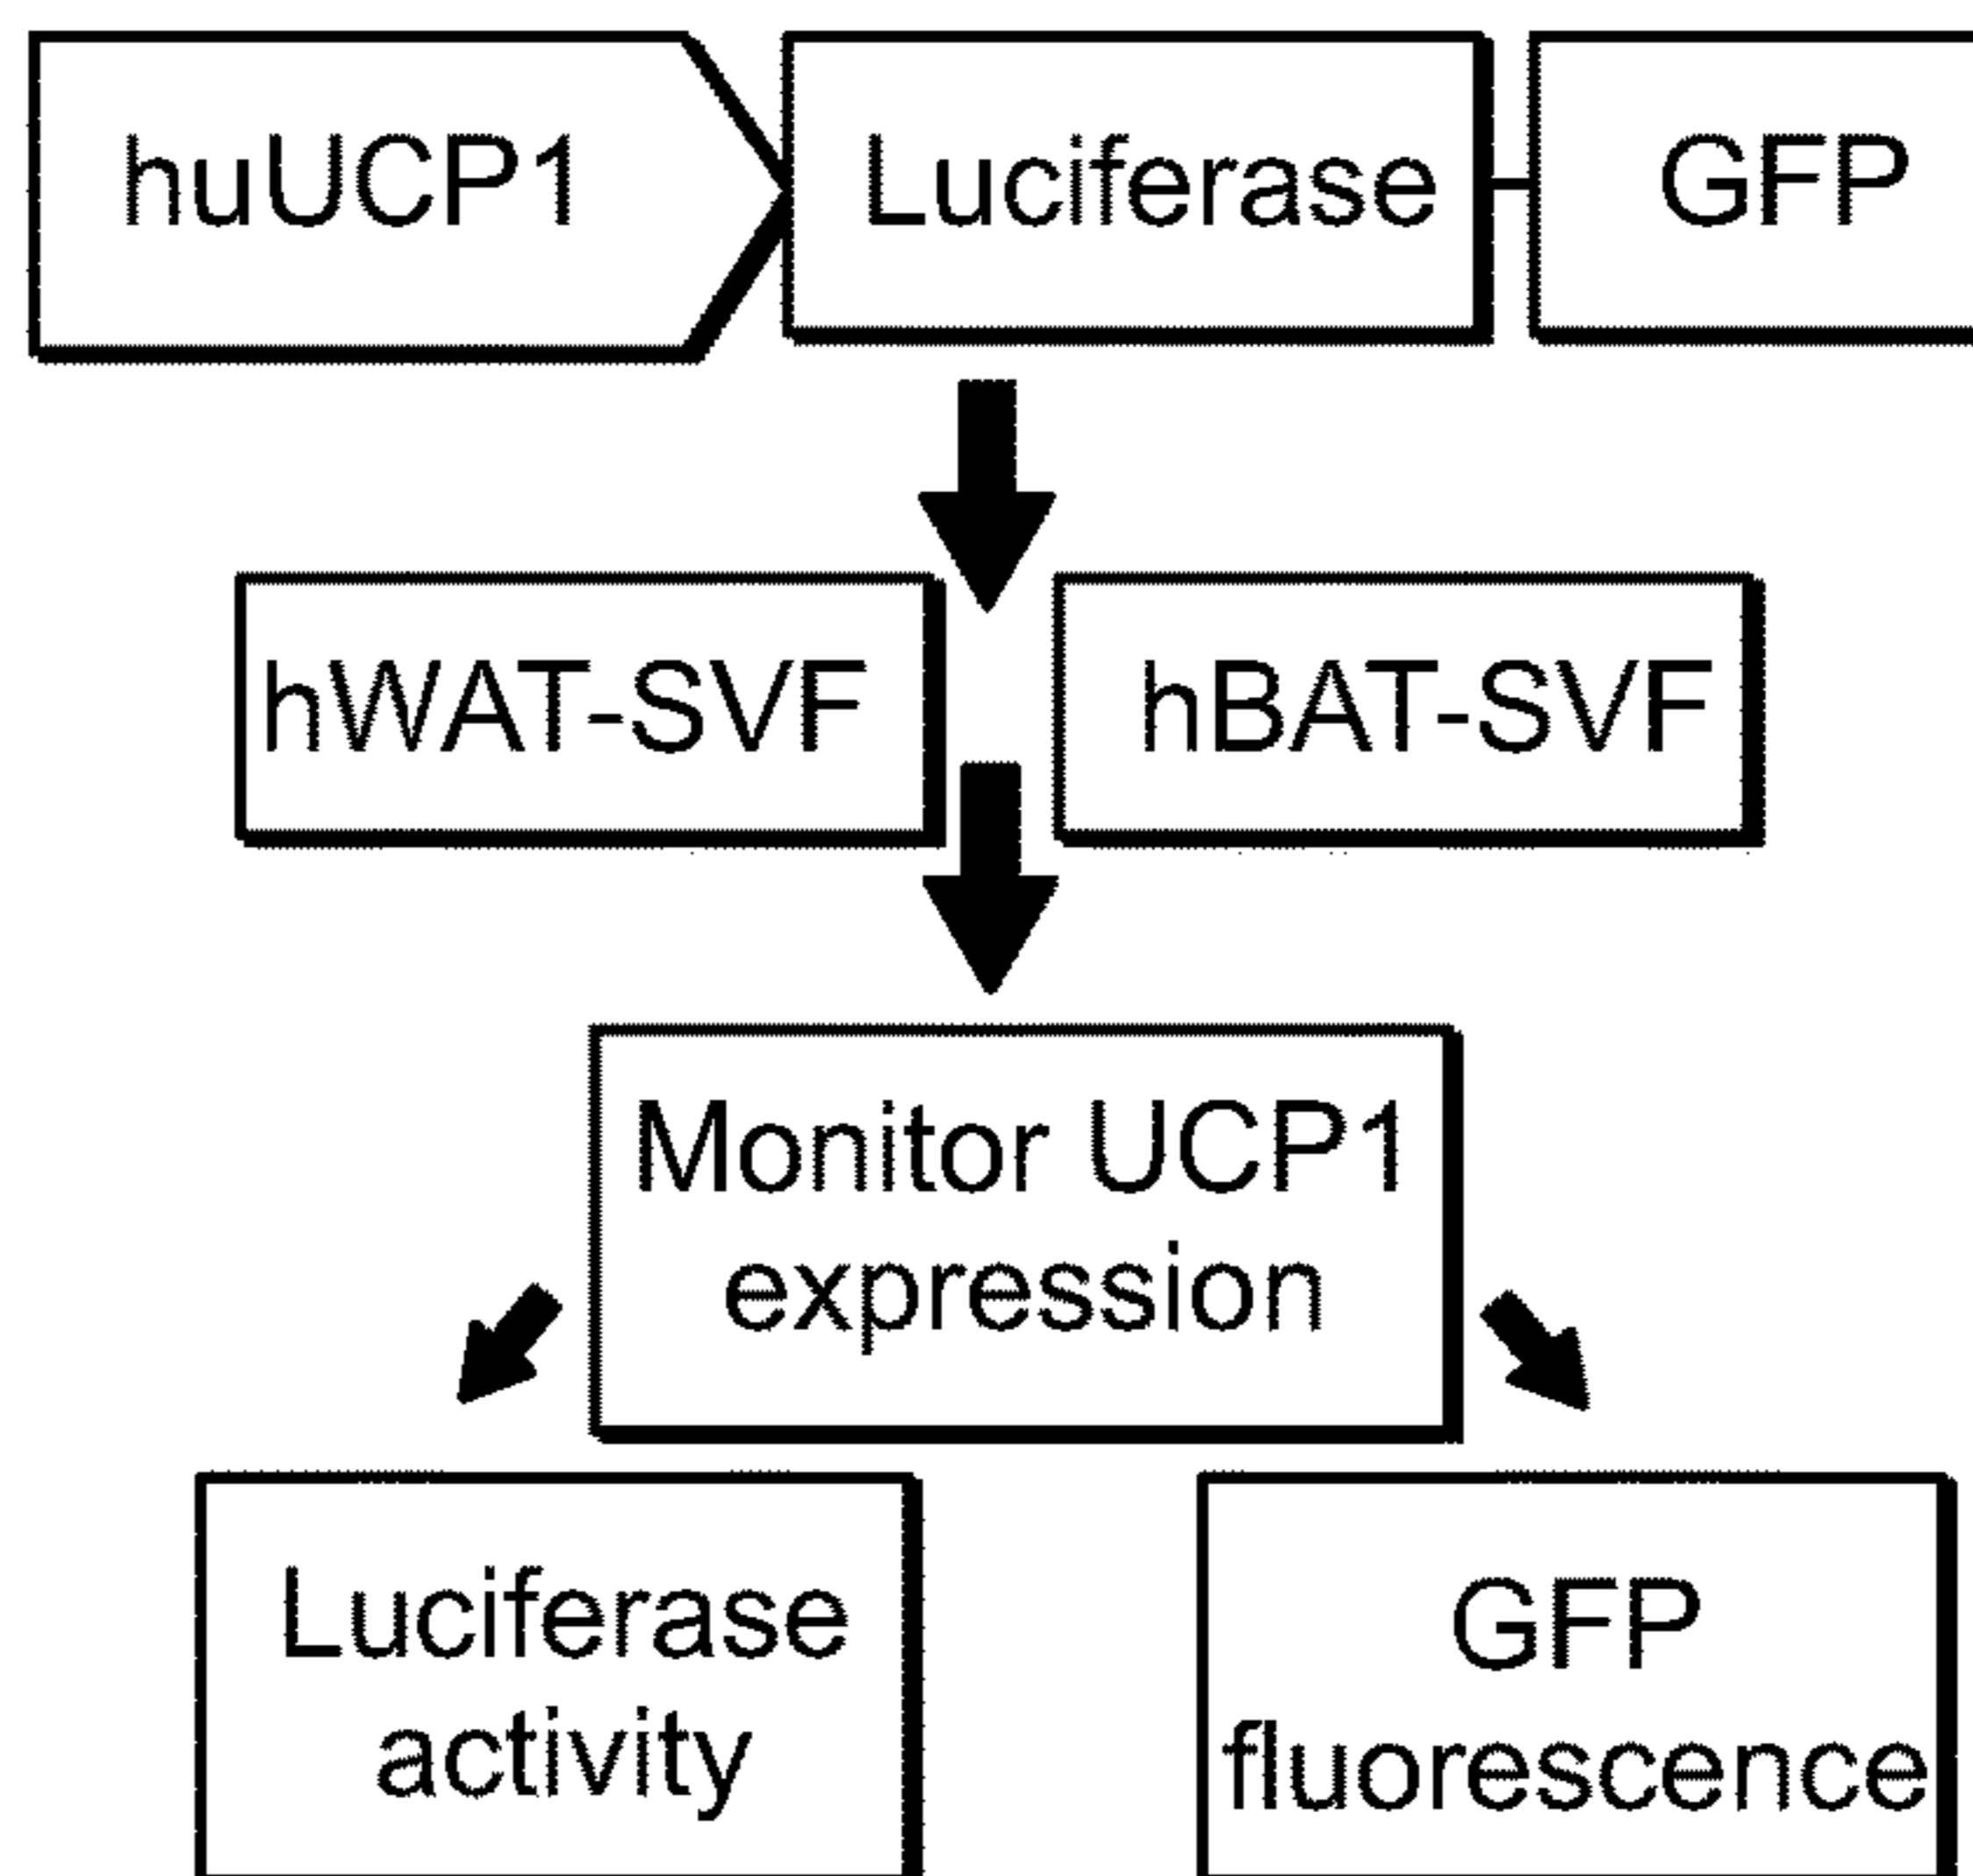 huUCP1 Luciferase GFP
hWAT-SVF hBAT-SVF
Monitor UCP1
expression
Luciferase
activity
GFP
fluorescence